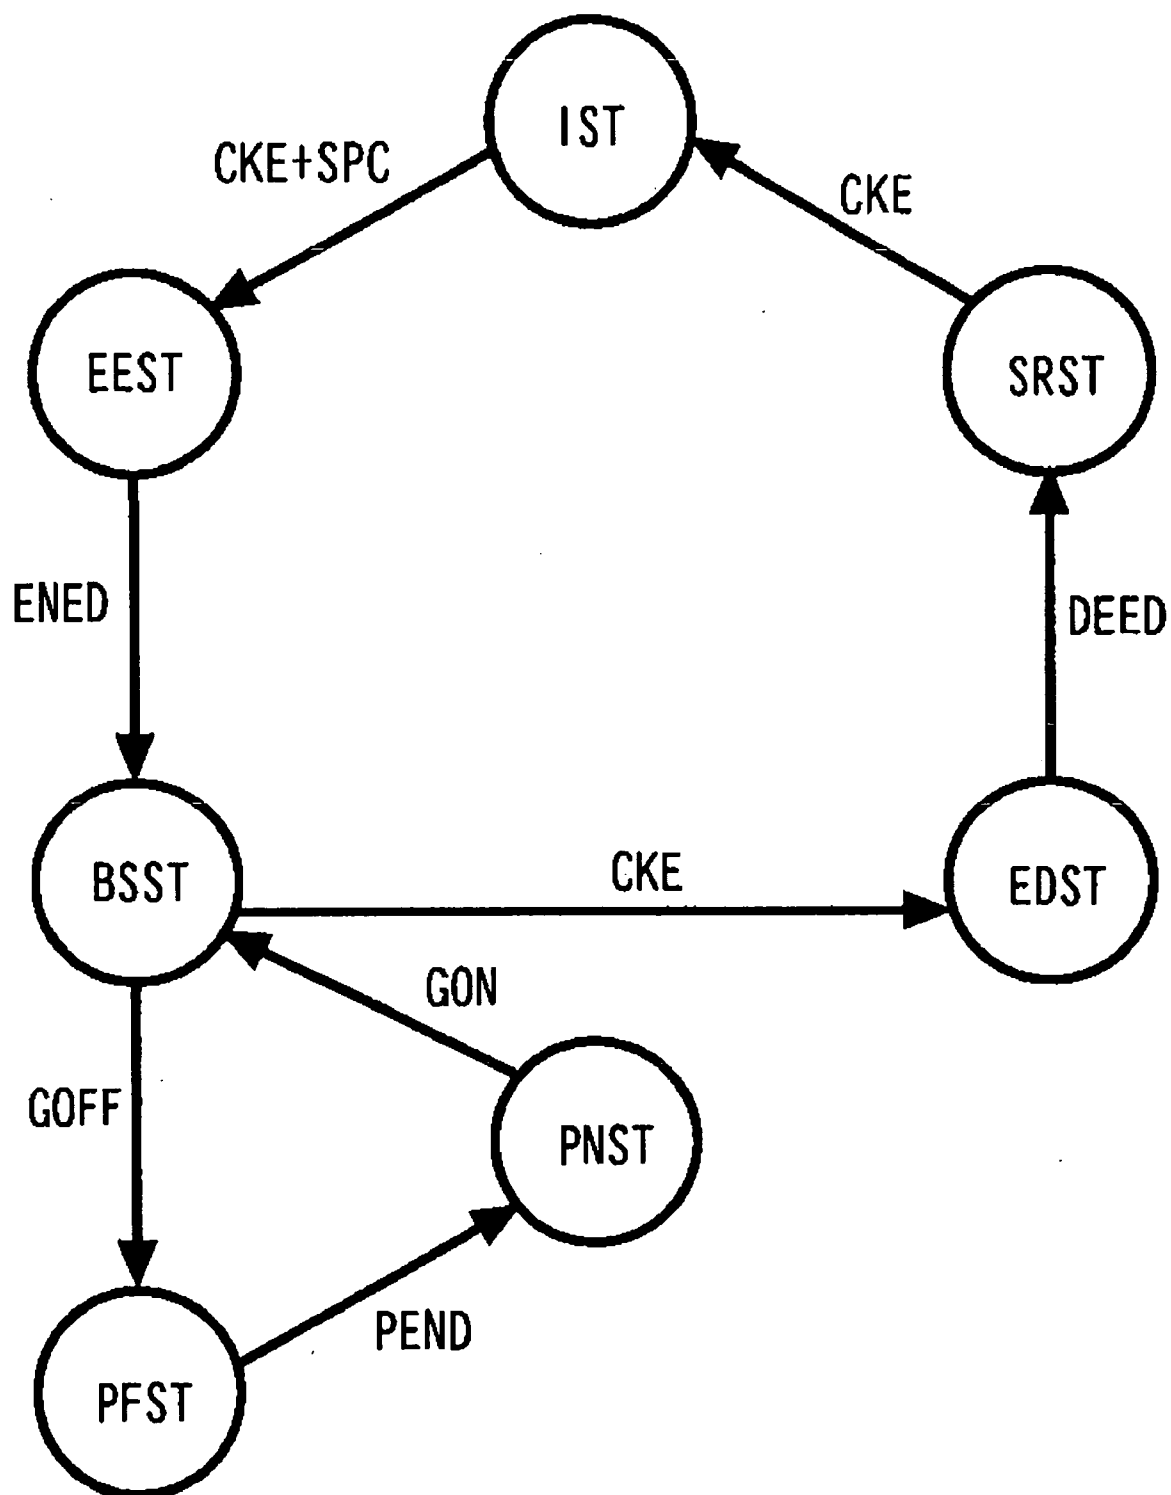 IST
CKE+SPC
CKE
EEST
SRST
ENED
DEED
BSST
CKE
EDST
GON
GOFF
PNST
PEND
PFST